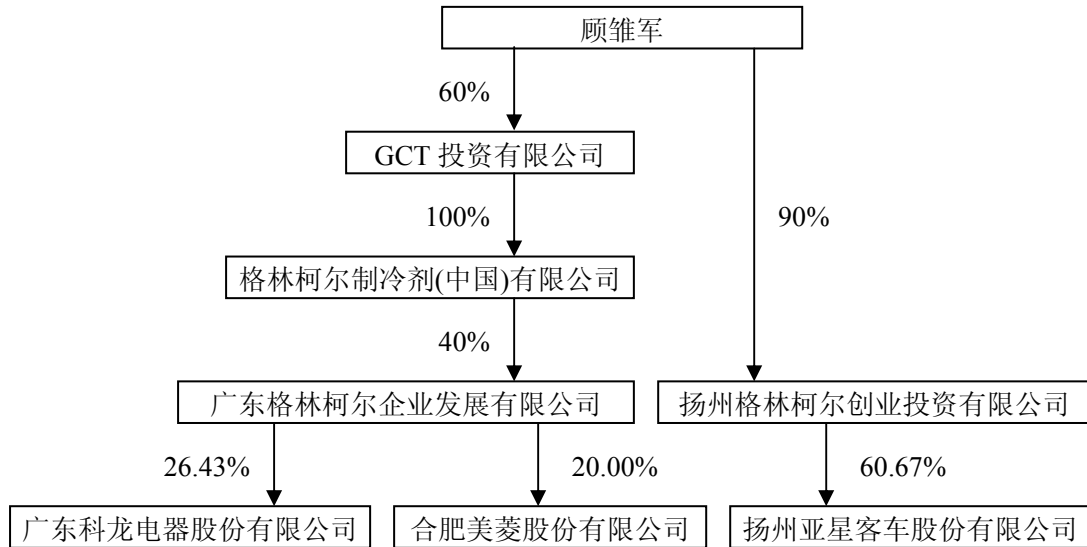 顾雏军
60%
GCT 投资有限公司
100%
90%
格林柯尔制冷剂(中国)有限公司
40%
广东格林柯尔企业发展有限公司
扬州格林柯尔创业投资有限公司
26.43%
20.00%
60.67%
广东科龙电器股份有限公司
合肥美菱股份有限公司
扬州亚星客车股份有限公司